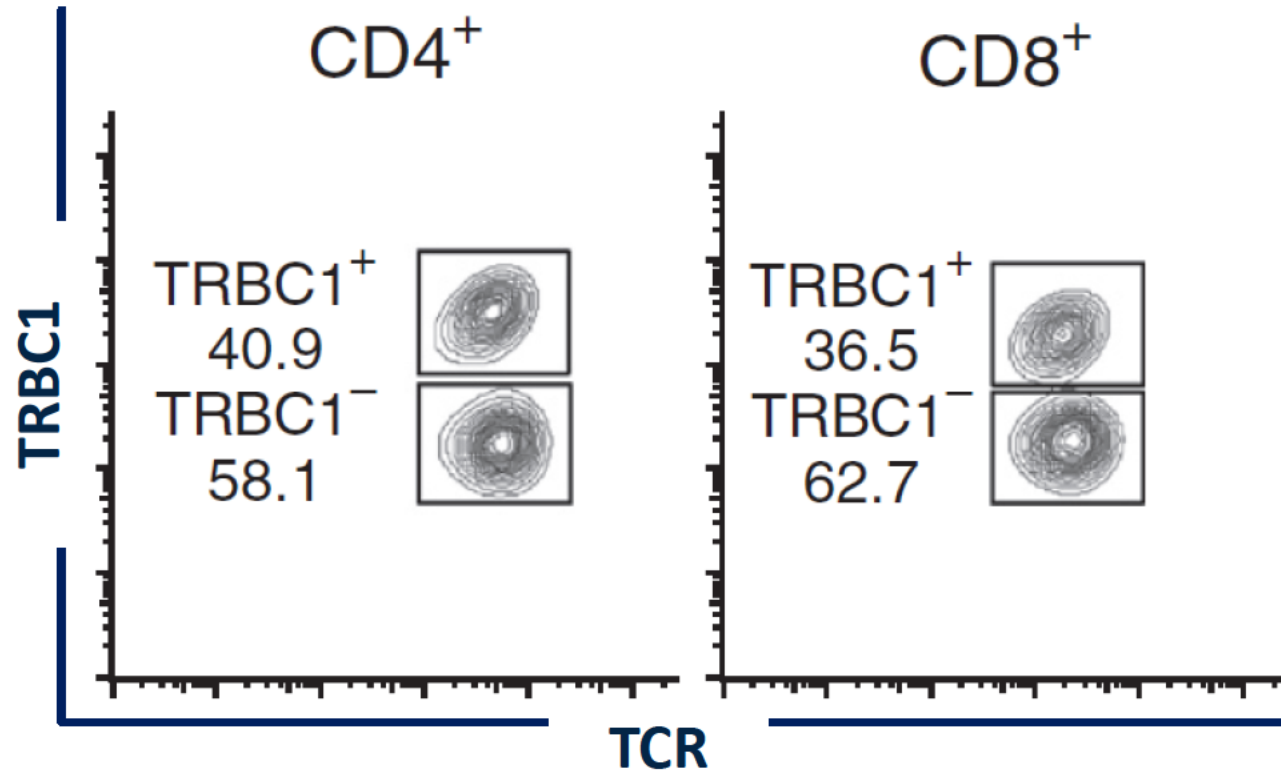 CD4⁺
CD8⁺
TRBC1⁺
40.9
TRBC1⁻
58.1
TRBC1⁺
36.5
TRBC1⁻
62.7
TRBC1
TCR